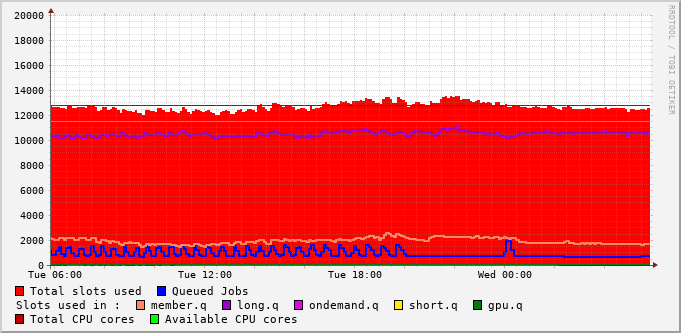 20000
18000
16000
14000
12000
10000
8000
6000
4000
2000
0
Tue 06:00 Tue 12:00 Tue 18:00 Wed 00:00
RRDTOOL / TOBI OETIKER
Total slots used Queued Jobs
Slots used in : member.q long.q ondemand.q short.q gpu.q
Total CPU cores Available CPU cores